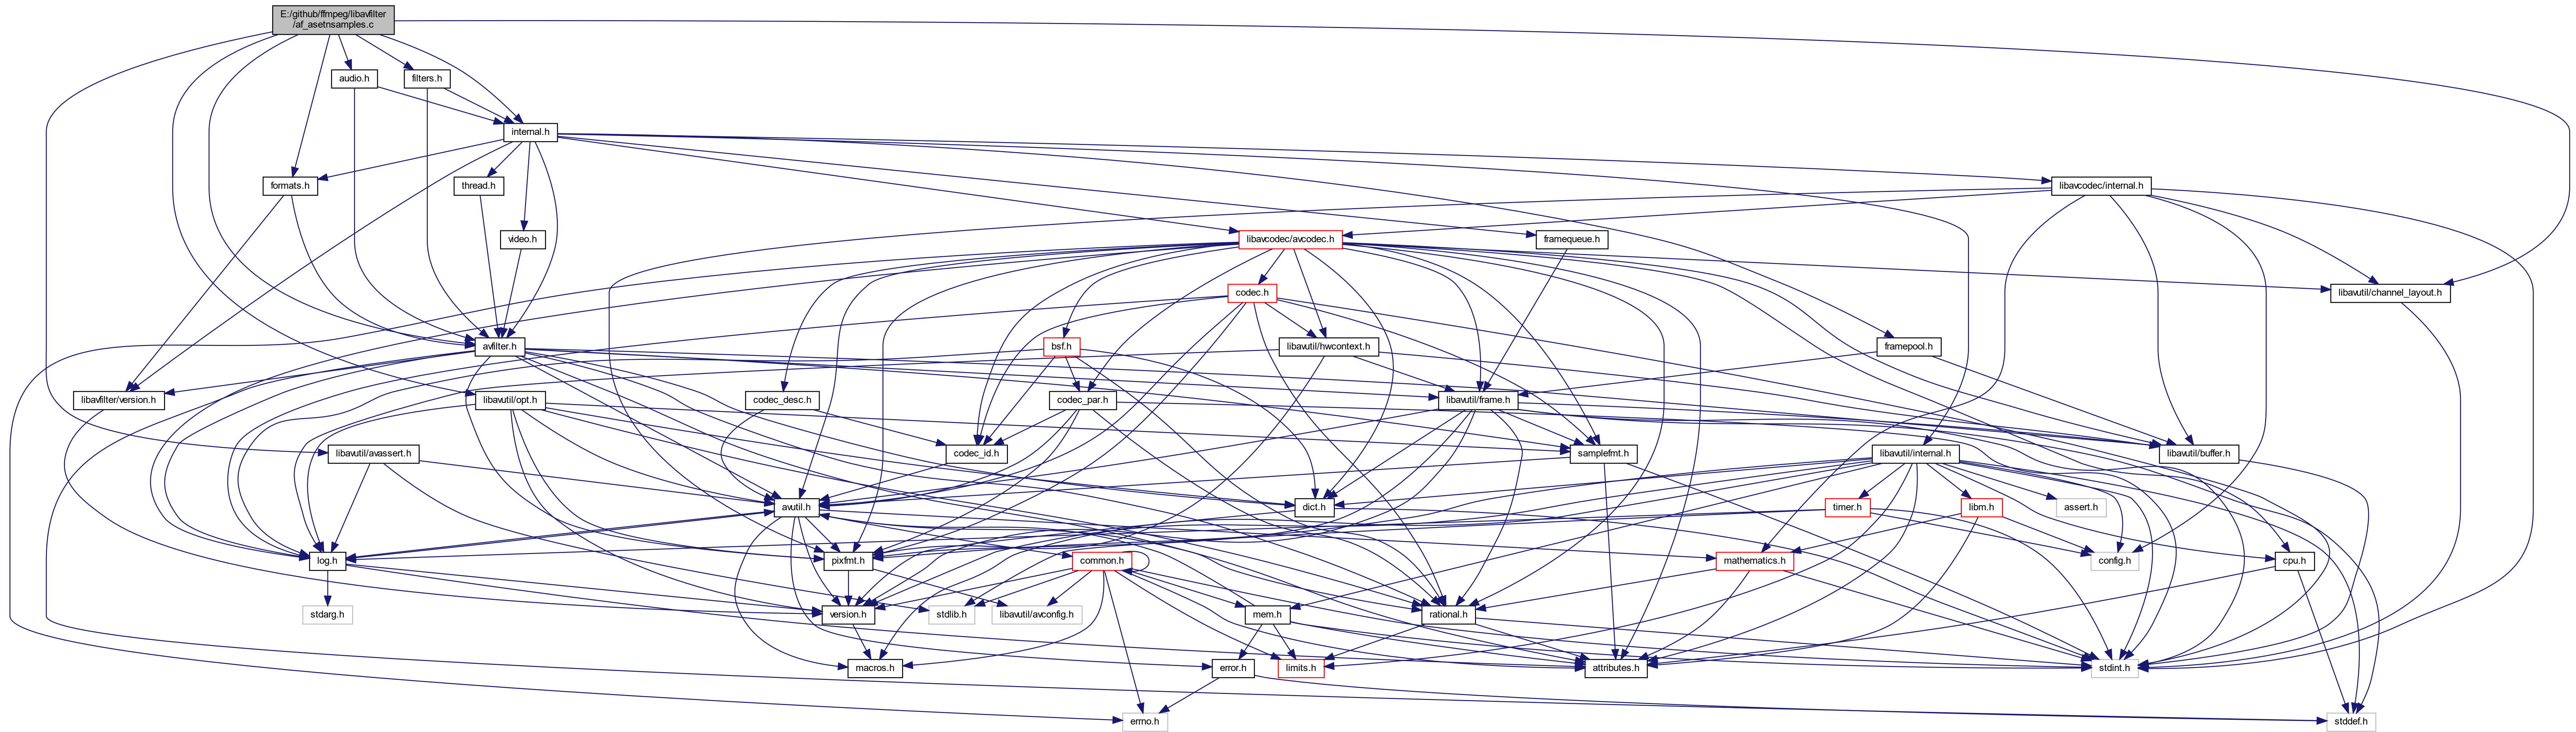 E:/github/ffmpeg/libavfilter
/af_asetnsamples.c
audio.h
filters.h
internal.h
formats.h
thread.h
libavcodec/internal.h
video.h
libavcodec/avcodec.h
framequeue.h
codec.h
libavutil/channel_layout.h
avfilter.h
bsf.h
libavutil/hwcontext.h
framepool.h
libavfilter/version.h
libavutil/opt.h
codec_desc.h
codec_par.h
libavutil/frame.h
libavutil/avassert.h
codec_id.h
samplefmt.h
libavutil/internal.h
libavutil/buffer.h
avutil.h
dict.h
timer.h
libm.h
assert.h
log.h
pixfmt.h
common.h
mathematics.h
config.h
cpu.h
stdarg.h
version.h
stdlib.h
libavutil/avconfig.h
mem.h
rational.h
macros.h
error.h
limits.h
attributes.h
stdint.h
errno.h
stddef.h